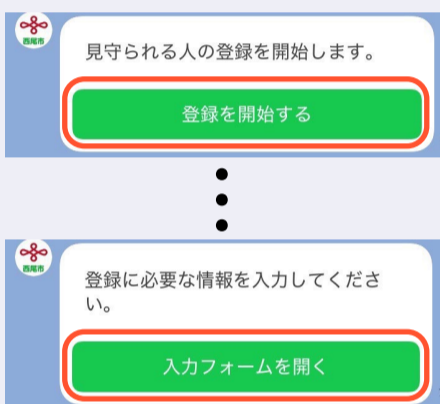 西尾市
見守られる人の登録を開始します。
登録を開始する
西尾市
登録に必要な情報を入力してくださ
い。
入力フォームを開く